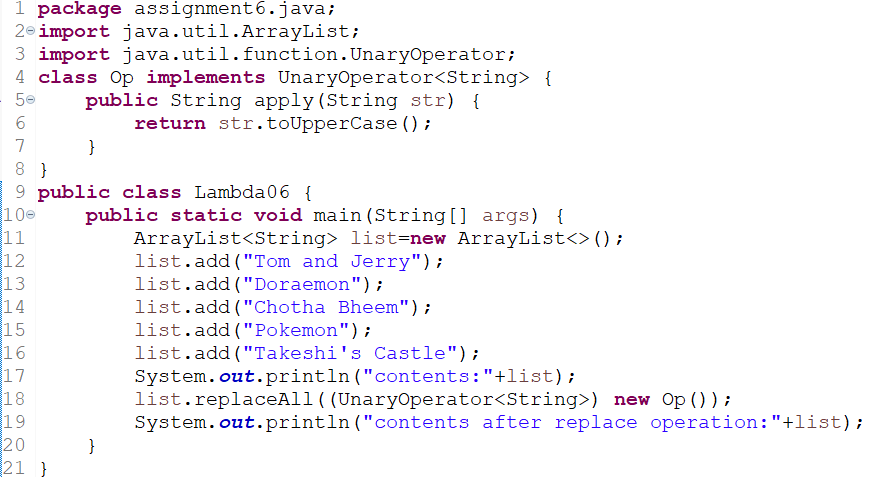 1 package assignment6.java;
2 import java.util.ArrayList;
3 import java.util.function.UnaryOperator;
4 class Op implements UnaryOperator<String> {
5     public String apply(String str) {
6         return str.toUpperCase();
7     }
8 }
9 public class Lambda06 {
10     public static void main(String[] args) {
11         ArrayList<String> list=new ArrayList<>();
12         list.add("Tom and Jerry");
13         list.add("Doraemon");
14         list.add("Chotha Bheem");
15         list.add("Pokemon");
16         list.add("Takeshi's Castle");
17         System.out.println("contents:"+list);
18         list.replaceAll((UnaryOperator<String>) new Op());
19         System.out.println("contents after replace operation:"+list);
20     }
21 }